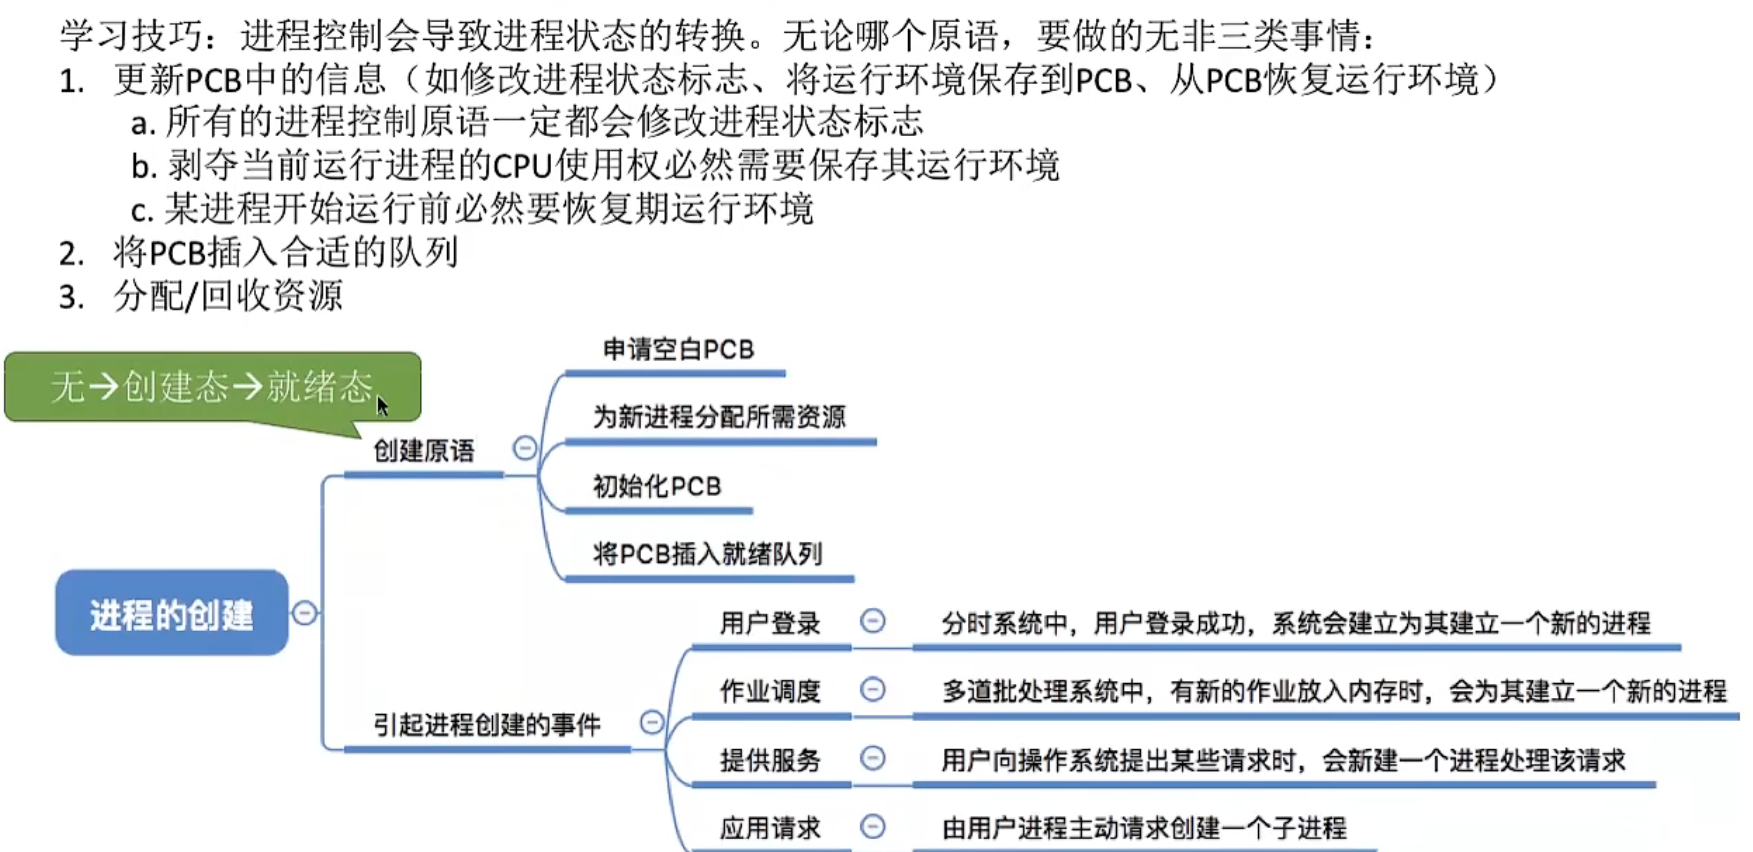 学习技巧：进程控制会导致进程状态的转换。无论哪个原语，要做的无非三类事情：
1. 更新PCB中的信息（如修改进程状态标志、将运行环境保存到PCB、从PCB恢复运行环境）
a. 所有的进程控制原语一定都会修改进程状态标志
b. 剥夺当前运行进程的CPU使用权必然需要保存其运行环境
c. 某进程开始运行前必然要恢复期运行环境
2. 将PCB插入合适的队列
3. 分配/回收资源
无→创建态→就绪态
进程的创建
创建原语
申请空白PCB
为新进程分配所需资源
初始化PCB
将PCB插入就绪队列
引起进程创建的事件
用户登录
分时系统中，用户登录成功，系统会建立为其建立一个新的进程
作业调度
多道批处理系统中，有新的作业放入内存时，会为其建立一个新的进程
提供服务
用户向操作系统提出某些请求时，会新建一个进程处理该请求
应用请求
由用户进程主动请求创建一个子进程